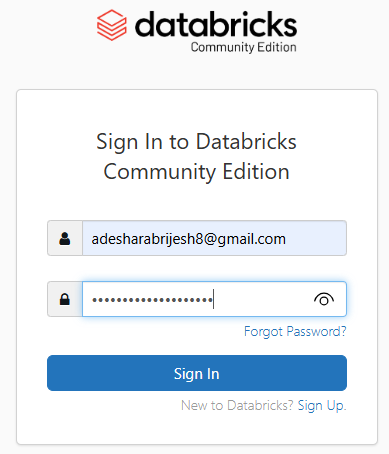 databricks
Community Edition
Sign In to Databricks
Community Edition
adesharabrijesh8@gmail.com
••••••••••••••••••••
Forgot Password?
Sign In
New to Databricks? Sign Up.